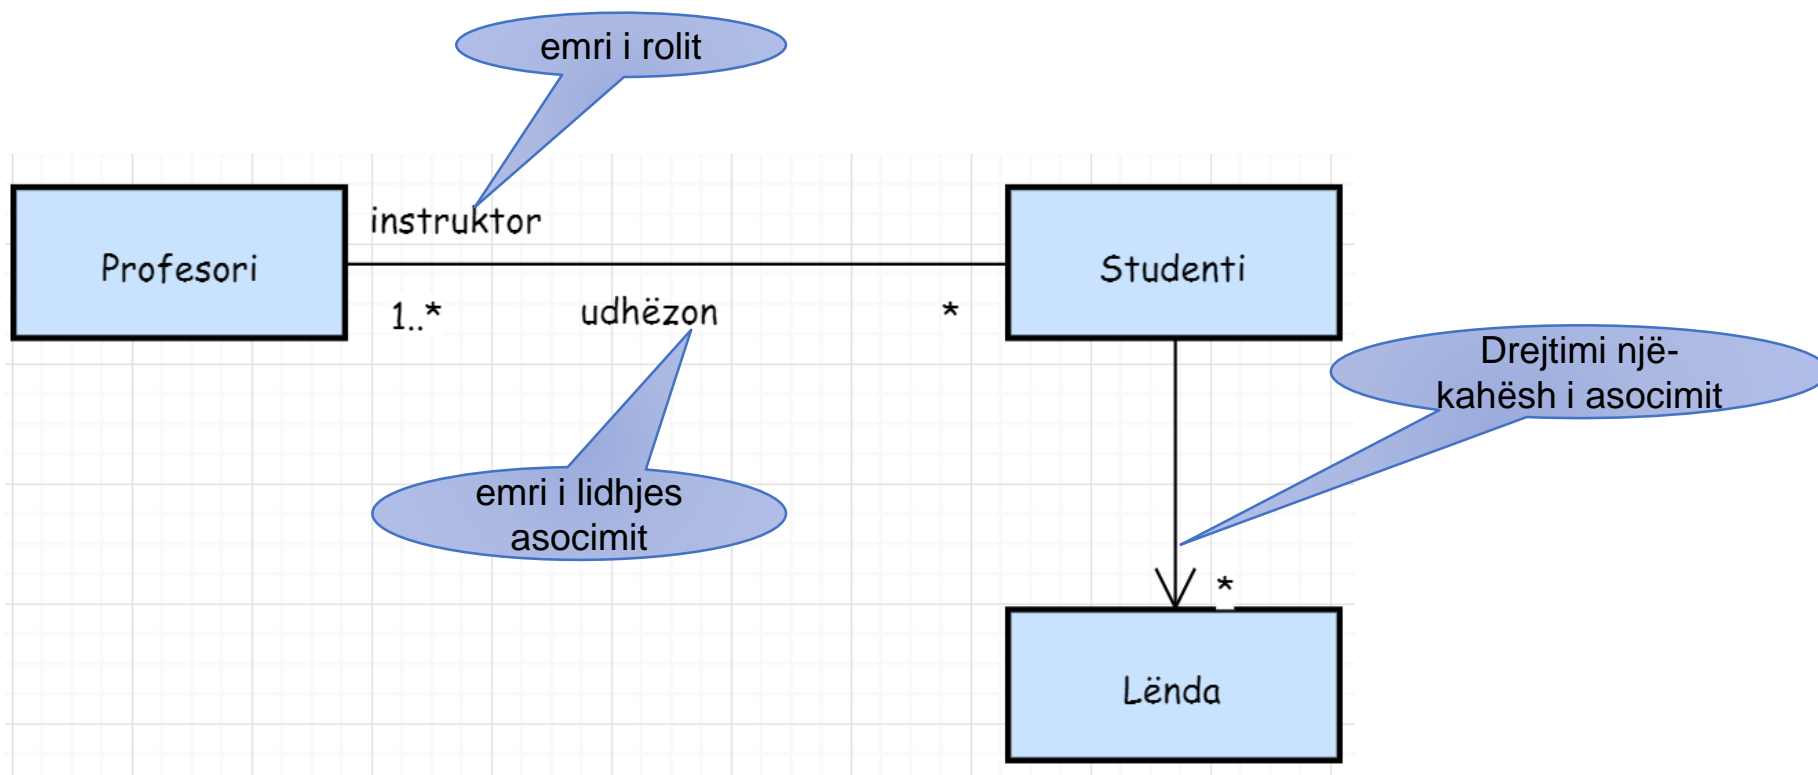 emri i rolit
instruktor
Profesori
Studenti
1..*
udhëzon
*
Drejtimi një-
kahësh i asocimit
emri i lidhjes
asocimit
*
Lënda